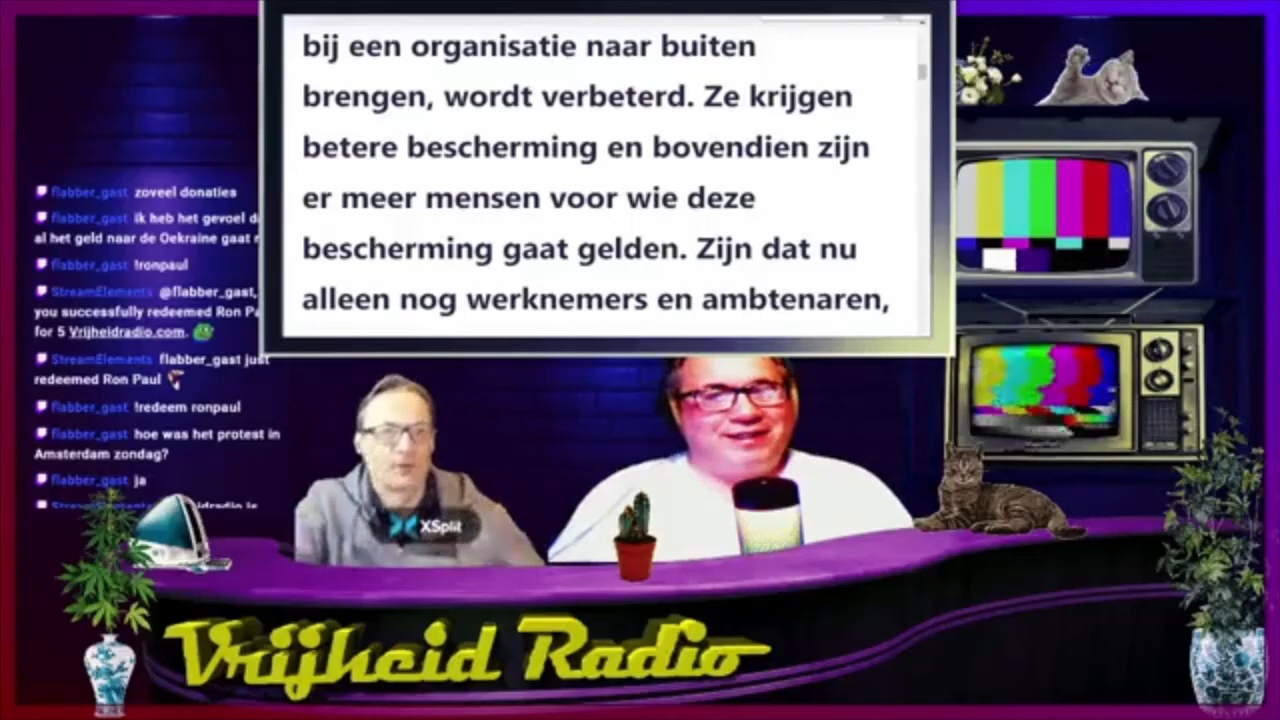 bij een organisatie naar buiten
brengen, wordt verbeterd. Ze krijgen
betere bescherming en bovendien zijn
er meer mensen voor wie deze
bescherming gaat gelden. Zijn dat nu
alleen nog werknemers en ambtenaren,
flabber_gast zoveel donaties
flabber_gast ik heb het gevoel
al het geld naar de Oekraine gaat
flabber_gast !ronpaul
StreamElements @flabber_gast,
you successfully redeemed Ron
for 5 Vrijheidradio.com.
StreamElements flabber_gast just
redeemed Ron Paul
flabber_gast !redeem ronpaul
flabber_gast hoe was het protest in
Amsterdam zondag?
flabber_gast ja
XSplit
Vrijheid Radio